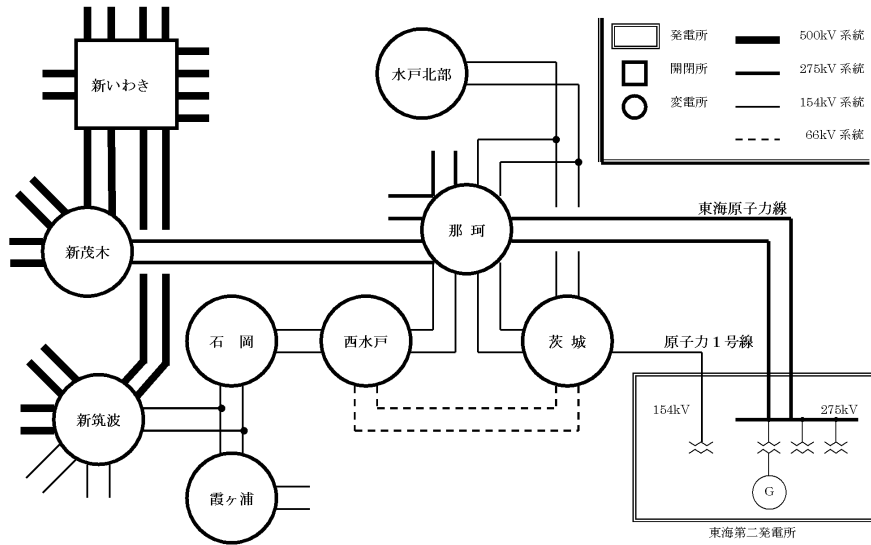 発電所
500kV 系統
開閉所
275kV 系統
変電所
154kV 系統
66kV 系統
新いわき
水戸北部
東海原子力線
那 珂
新茂木
石 岡
西水戸
茨 城
原子力１号線
154kV
275kV
新筑波
霞ヶ浦
G
東海第二発電所